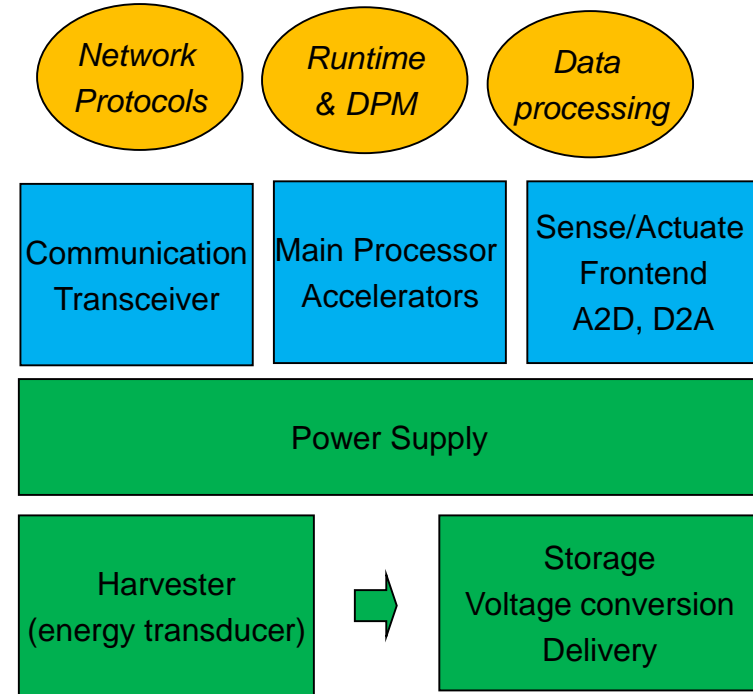 Network
Protocols
Runtime
& DPM
Data
processing
Communication
Transceiver
Main Processor
Accelerators
Sense/Actuate
Frontend
A2D, D2A
Power Supply
Harvester
(energy transducer)
Storage
Voltage conversion
Delivery